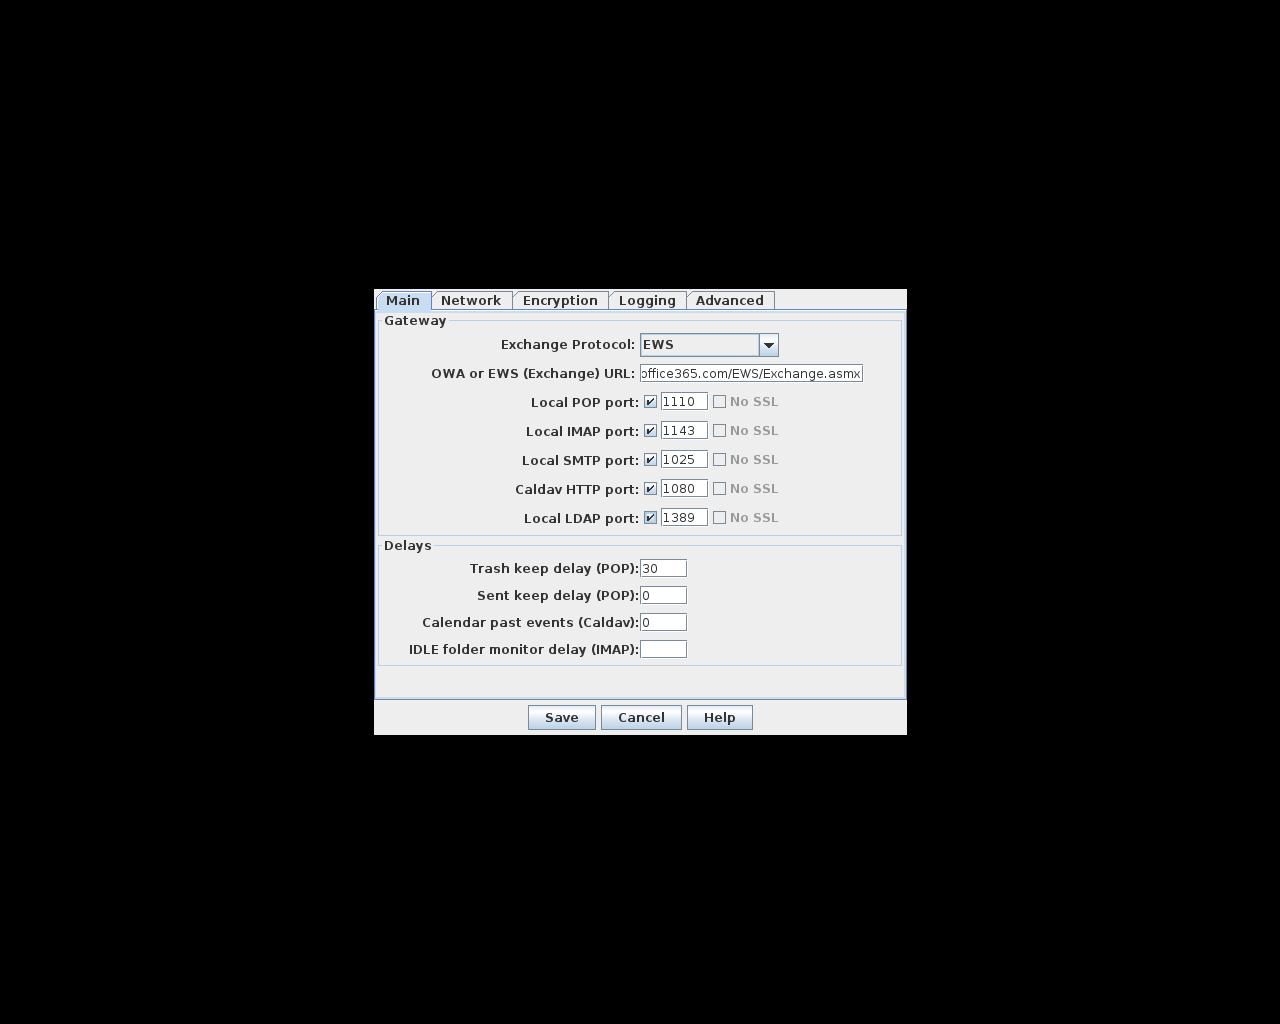 Main Network Encryption Logging Advanced
Gateway
Exchange Protocol: EWS
OWA or EWS (Exchange) URL: office365.com/EWS/Exchange.asmx
Local POP port: 1110 No SSL
Local IMAP port: 1143 No SSL
Local SMTP port: 1025 No SSL
Caldav HTTP port: 1080 No SSL
Local LDAP port: 1389 No SSL
Delays
Trash keep delay (POP): 30
Sent keep delay (POP): 0
Calendar past events (Caldav): 0
IDLE folder monitor delay (IMAP):
Save Cancel Help